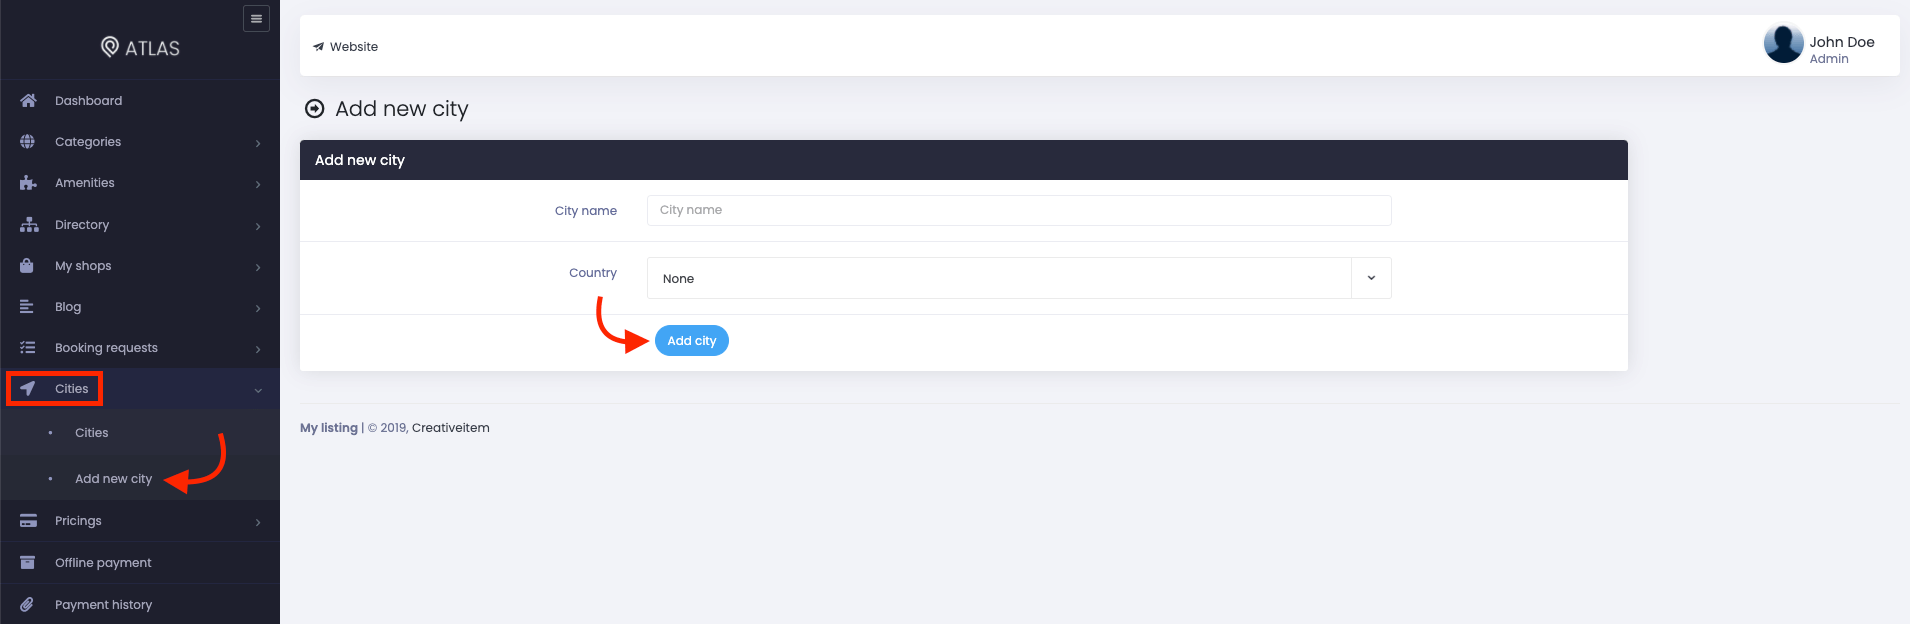 ATLAS
Dashboard
Categories
Amenities
Directory
My shops
Blog
Booking requests
Cities
Cities
Add new city
Pricings
Offline payment
Payment history
Website
John Doe
Admin
Add new city
Add new city
City name
City name
Country
None
Add city
My listing | © 2019, Creativeitem